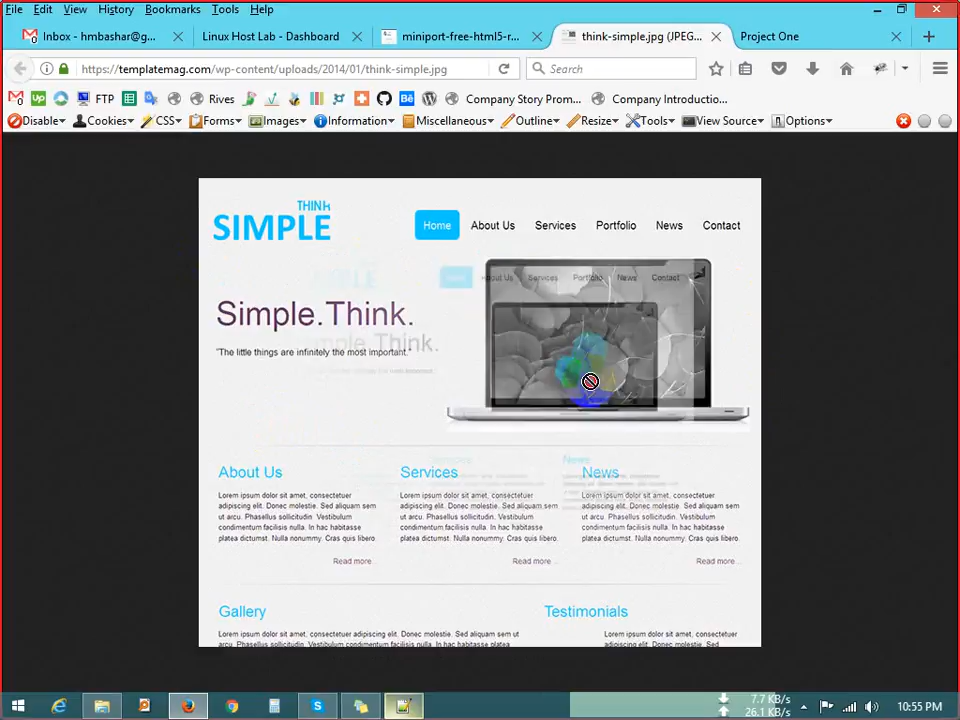 File Edit View History Bookmarks Tools Help
Inbox - hmbashar@g... Linux Host Lab - Dashboard miniport-free-html5-r... think-simple.jpg (JPEG... Project One
https://templatemag.com/wp-content/uploads/2014/01/think-simple.jpg Search
FTP Rives Company Story Prom... Company Introductio...
Disable Cookies CSS Forms Images Information Miscellaneous Outline Resize Tools View Source Options
THINK
SIMPLE Home About Us Services Portfolio News Contact
Home About Us Services Portfolio News Contact
Simple.Think.
Simple Think.
"The little things are infinitely the most important."
About Us Services News
Lorem ipsum dolor sit amet, consectetuer Lorem ipsum dolor sit amet, consectetuer Lorem ipsum dolor sit amet, consectetuer
adipiscing elit. Donec molestie. Sed aliquam sem adipiscing elit. Donec molestie. Sed aliquam sem adipiscing elit. Donec molestie. Sed aliquam sem
ut arcu. Phasellus sollicitudin. Vestibulum ut arcu. Phasellus sollicitudin. Vestibulum ut arcu. Phasellus sollicitudin. Vestibulum
condimentum facilisis nulla. In hac habitasse condimentum facilisis nulla. In hac habitasse condimentum facilisis nulla. In hac habitasse
platea dictumst. Nulla nonummy. Cras quis libero. platea dictumst. Nulla nonummy. Cras quis libero. platea dictumst. Nulla nonummy. Cras quis libero.
Read more... Read more... Read more...
Gallery Testimonials
Lorem ipsum dolor sit amet, consectetuer adipiscing elit. Donec molestie. Sed aliquam sem Lorem ipsum dolor sit amet, consectetuer
7.7 KB/s
26.1 KB/s
10:55 PM